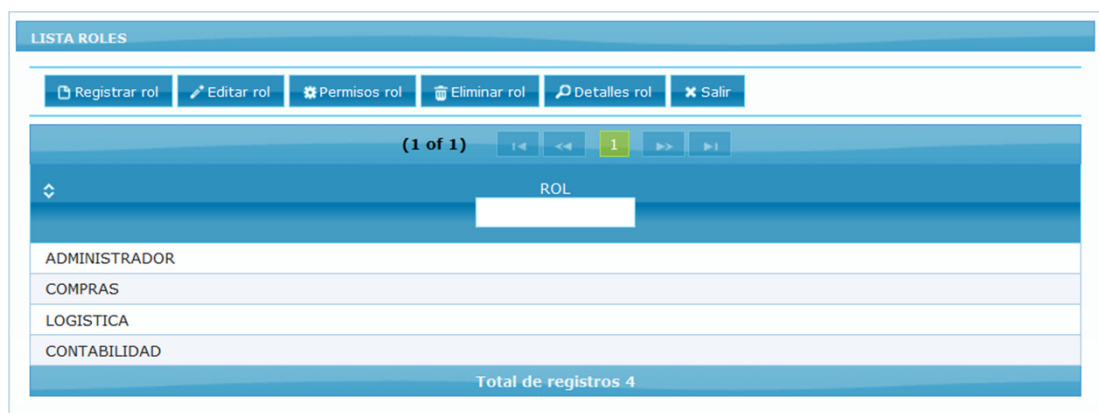 LISTA ROLES
Registrar rol Editar rol Permisos rol Eliminar rol Detalles rol Salir
(1 of 1) 1
ROL
ADMINISTRADOR
COMPRAS
LOGISTICA
CONTABILIDAD
Total de registros 4